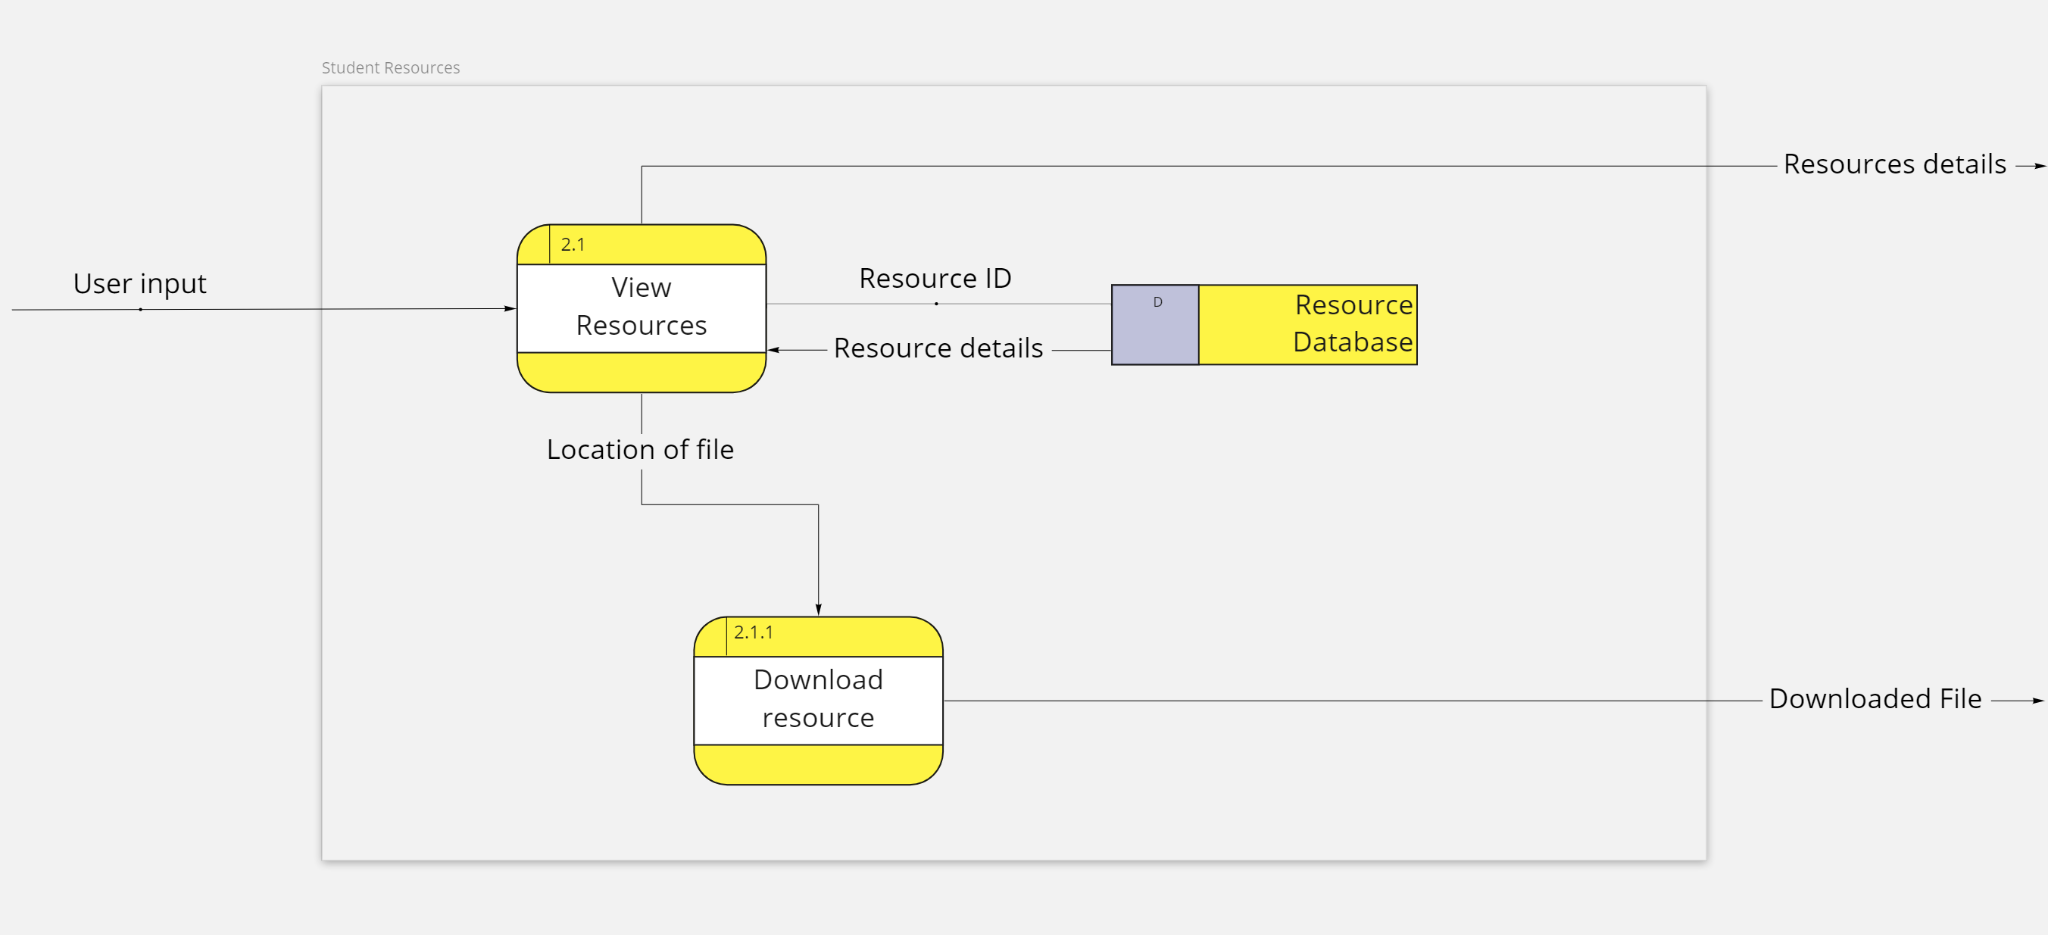 Student Resources
Resources details
2.1
User input
View
Resources
Resource ID
D
Resource
Database
Resource details
Location of file
2.1.1
Download
resource
Downloaded File